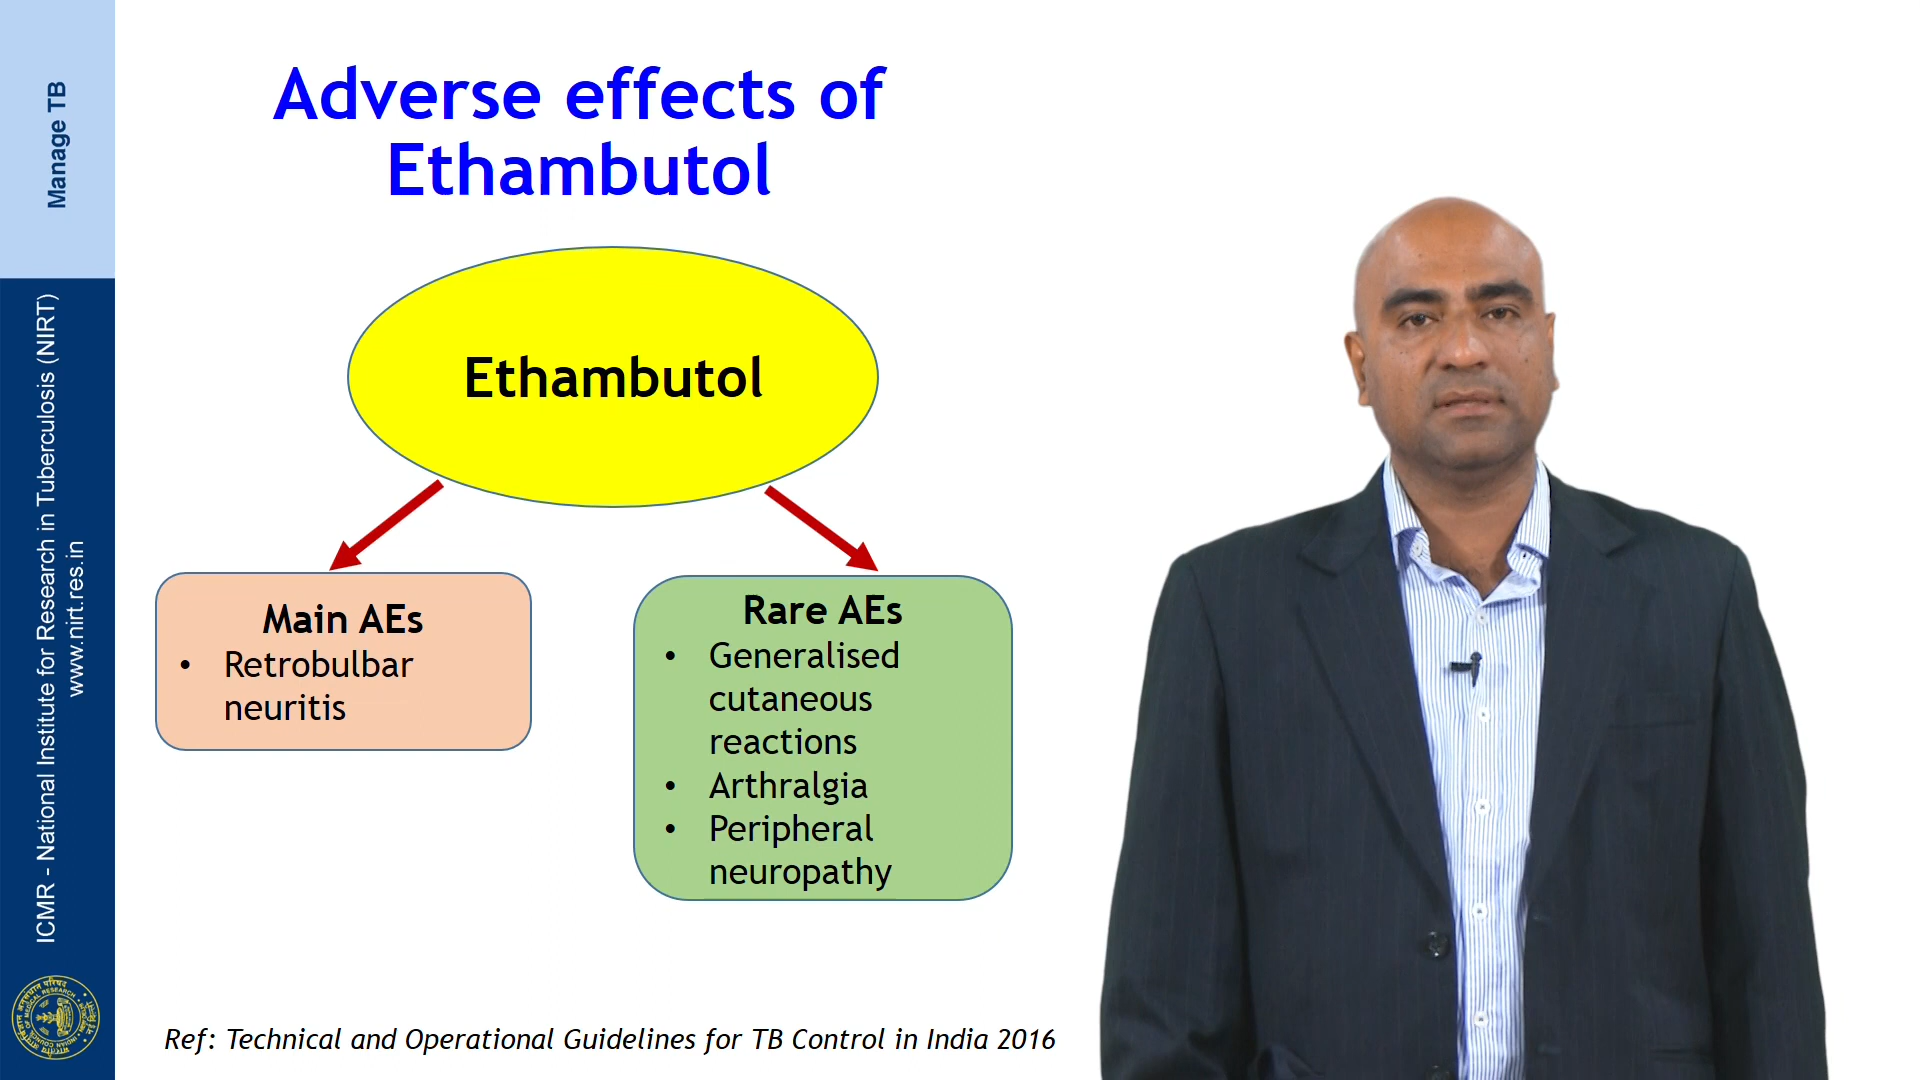 Manage TB
ICMR - National Institute for Research in Tuberculosis (NIRT)
www.nirt.res.in
Adverse effects of
Ethambutol
Ethambutol
Main AEs
• Retrobulbar
neuritis
Rare AEs
• Generalised
cutaneous
reactions
• Arthralgia
• Peripheral
neuropathy
Ref: Technical and Operational Guidelines for TB Control in India 2016